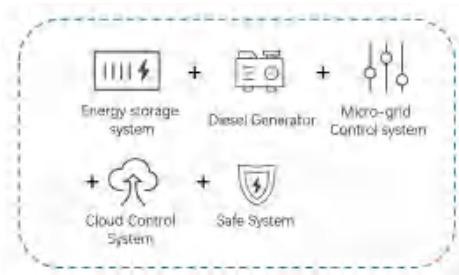 +
+
Energy storage
system
Diesel Generator
Micro-grid
Control system
+
+
Cloud Control
System
Safe System